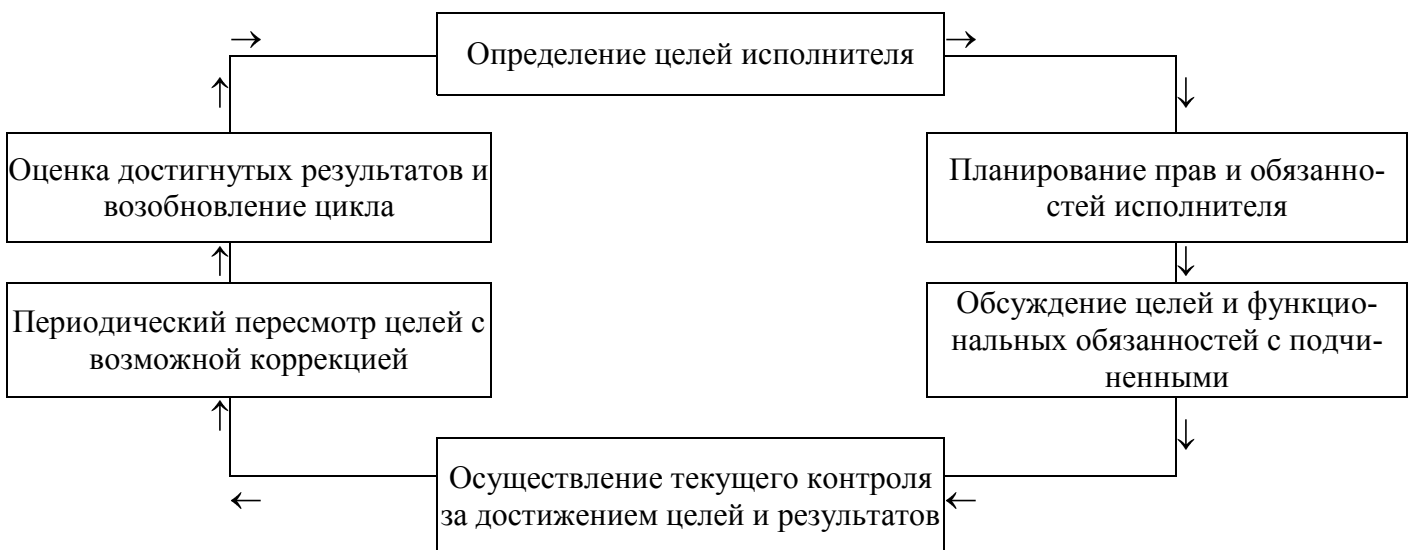 Определение целей исполнителя
Оценка достигнутых результатов и
возобновление цикла
Планирование прав и обязанно-
стей исполнителя
Периодический пересмотр целей с
возможной коррекцией
Обсуждение целей и функцио-
нальных обязанностей с подчи-
ненными
Осуществление текущего контроля
за достижением целей и результатов